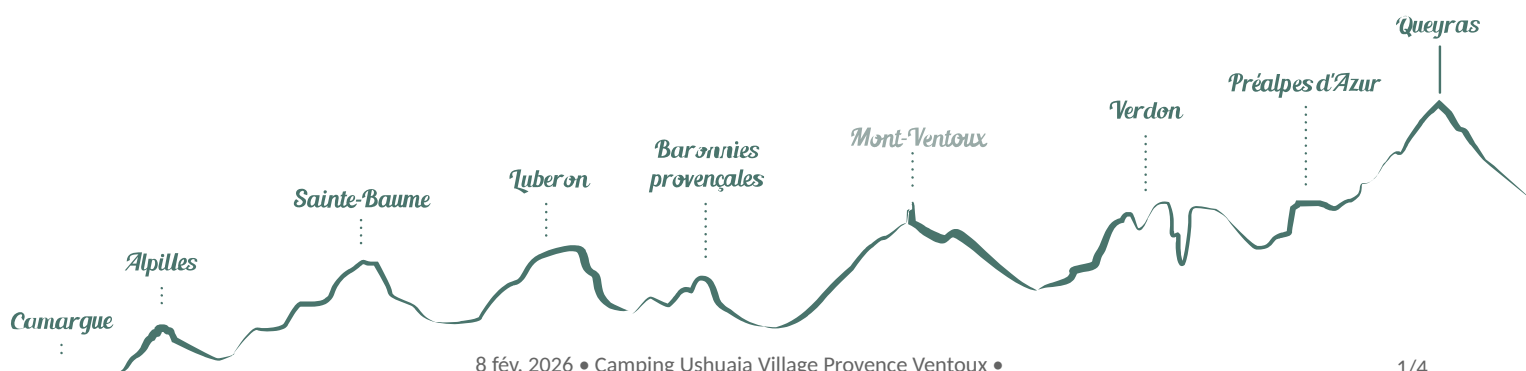 Queyras
Préalpes d'Azur
Verdon
Mont-Ventoux
Baronnies
provençales
Luberon
Sainte-Baume
Alpilles
Camargue
8 fév. 2026 • Camping Ushuaia Village Provence Ventoux •
1/4